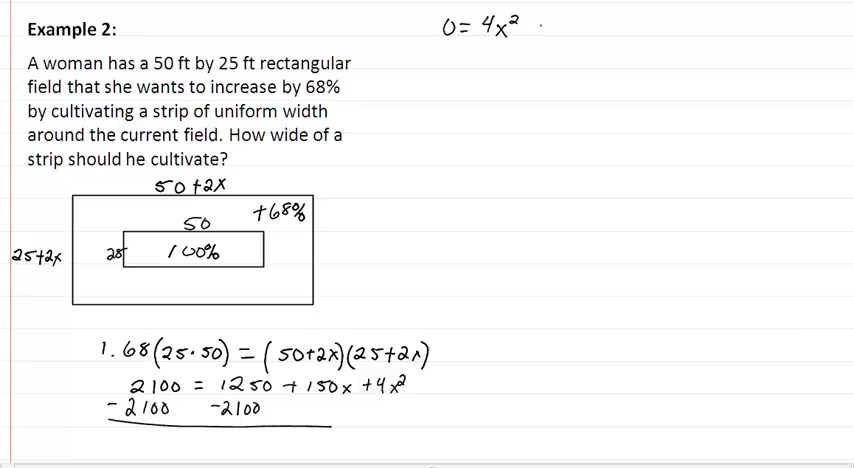 Example 2:
0 = 4x²
A woman has a 50 ft by 25 ft rectangular
field that she wants to increase by 68%
by cultivating a strip of uniform width
around the current field. How wide of a
strip should he cultivate?
50 + 2x
+68%
50
25+2x
25
100%
1.68(25·50) = (50+2x)(25+2x)
2100 = 1250 + 150x + 4x²
-2100 -2100